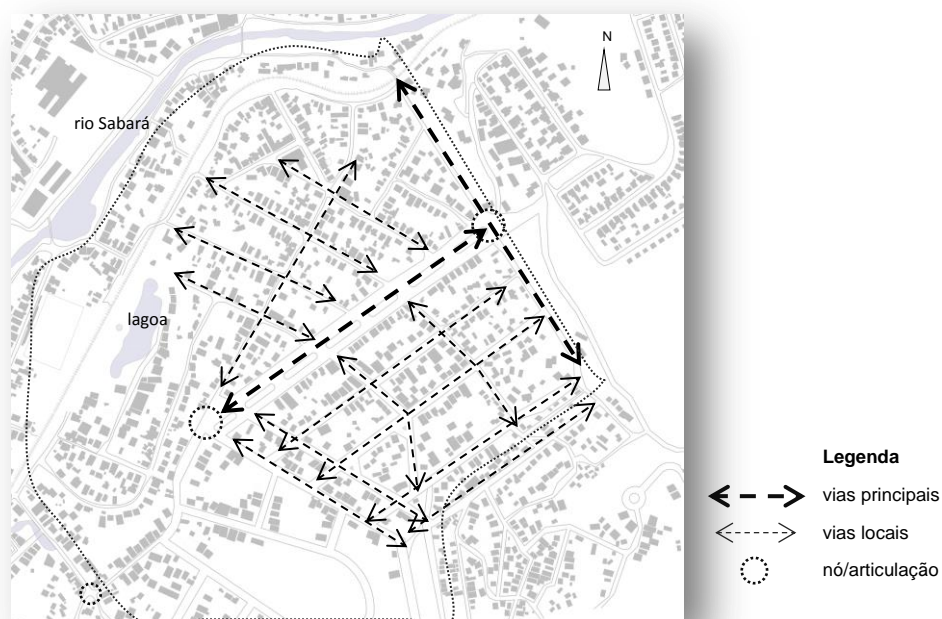 N
rio Sabará
lagoa
Legenda
vias principais
vias locais
nó/articulação